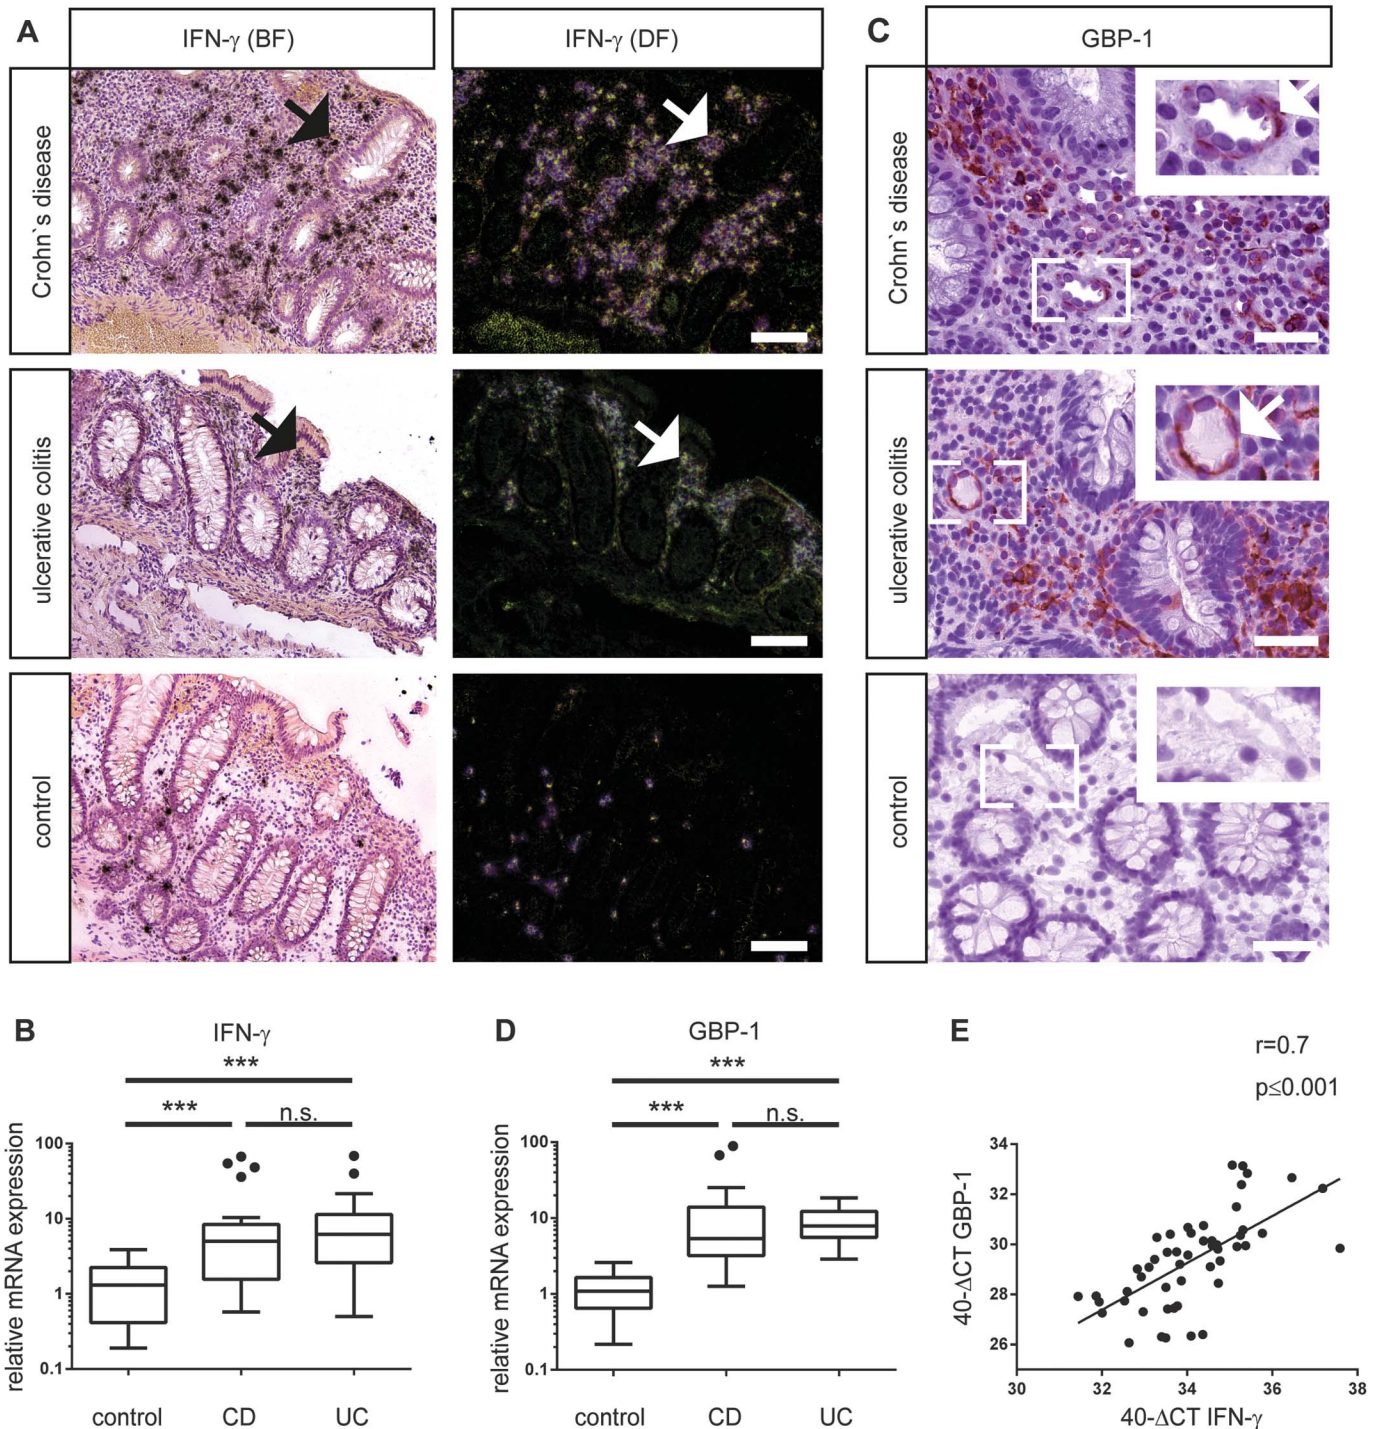 A
IFN-γ (BF)
IFN-γ (DF)
C
GBP-1
Crohn`s disease
Crohn`s disease
ulcerative colitis
ulcerative colitis
control
control
B
IFN-γ
***
***
n.s.
relative mRNA expression
100
10
1
0.1
control
CD
UC
D
GBP-1
***
***
n.s.
relative mRNA expression
100
10
1
0.1
control
CD
UC
E
r=0.7
p≤0.001
40-ΔCT GBP-1
34
32
30
28
26
30
32
34
36
38
40-ΔCT IFN-γ